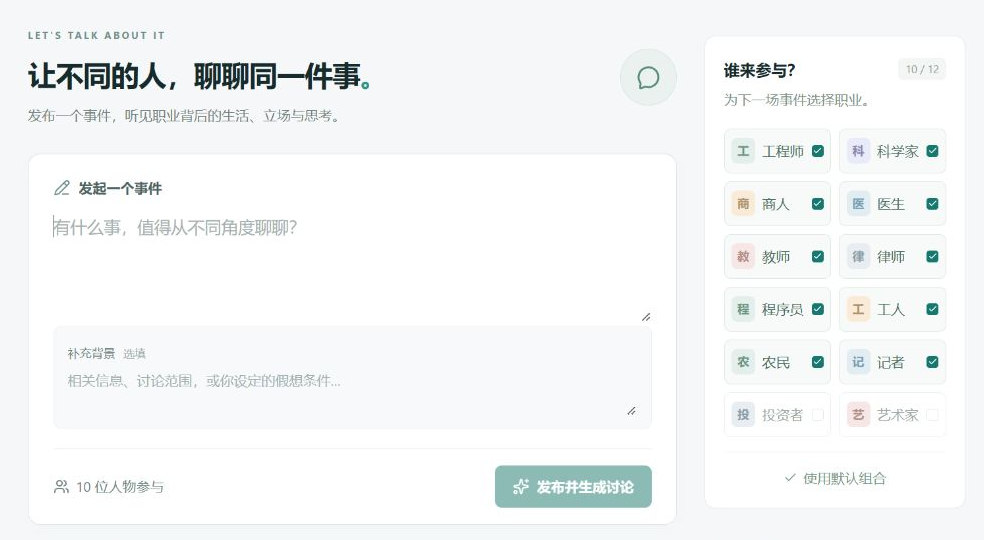 LET'S TALK ABOUT IT
让不同的人，聊聊同一件事。
发布一个事件，听见职业背后的生活、立场与思考。
发起一个事件
有什么事，值得从不同角度聊聊？
补充背景 选填
相关信息、讨论范围，或你设定的假想条件...
10 位人物参与
发布并生成讨论
谁来参与？
10 / 12
为下一场事件选择职业。
工 工程师
科 科学家
商 商人
医 医生
教 教师
律 律师
程 程序员
工 工人
农 农民
记 记者
投 投资者
艺 艺术家
使用默认组合